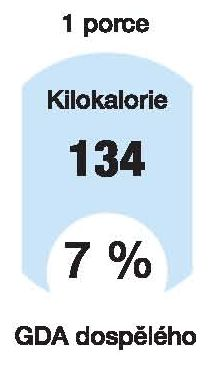 1 porce
Kilokalorie
134
7 %
GDA dospělého